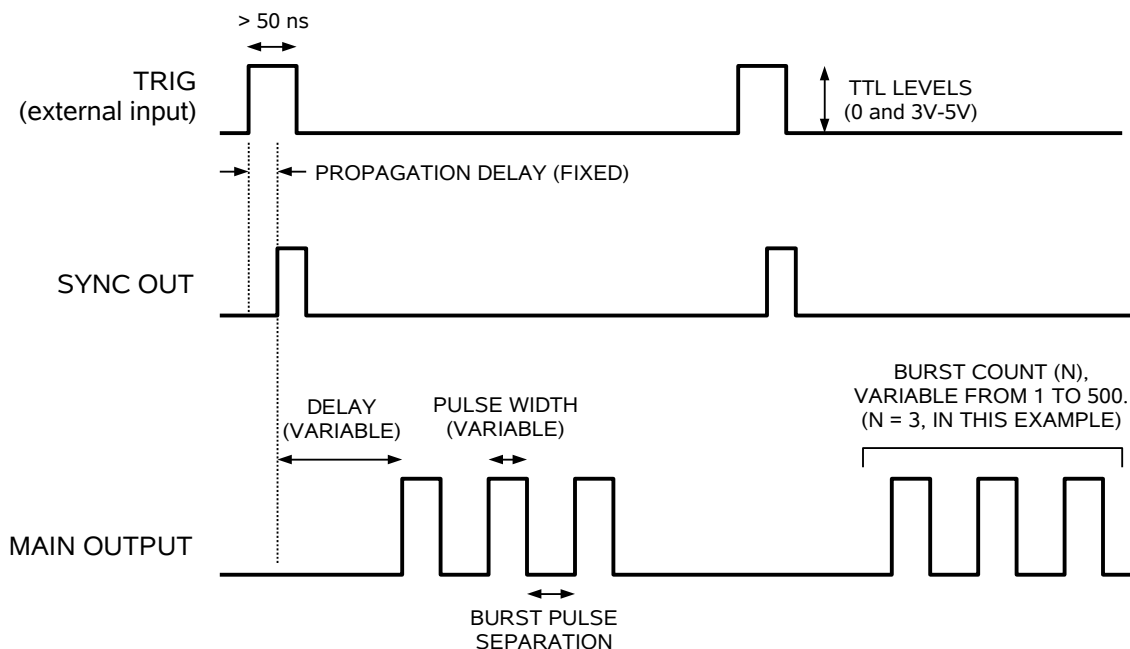 > 50 ns
TRIG
(external input)
TTL LEVELS
(0 and 3V-5V)
PROPAGATION DELAY (FIXED)
SYNC OUT
BURST COUNT (N),
VARIABLE FROM 1 TO 500.
(N = 3, IN THIS EXAMPLE)
DELAY
(VARIABLE)
PULSE WIDTH
(VARIABLE)
MAIN OUTPUT
BURST PULSE
SEPARATION